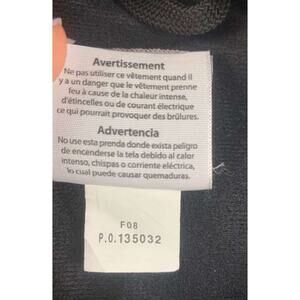 Avertissement
Ne pas utiliser ce vêtement quand il
y a un danger que le vêtement prenne
feu à cause de la chaleur intense,
d'étincelles ou de courant électrique
ce qui pourrait provoquer des brûlures.
Advertencia
No use esta prenda donde exista peligro
de encenderse la tela debido al calor
intenso, chispas o corriente eléctrica,
lo cual puede causar quemaduras.
F08
P.O.135032